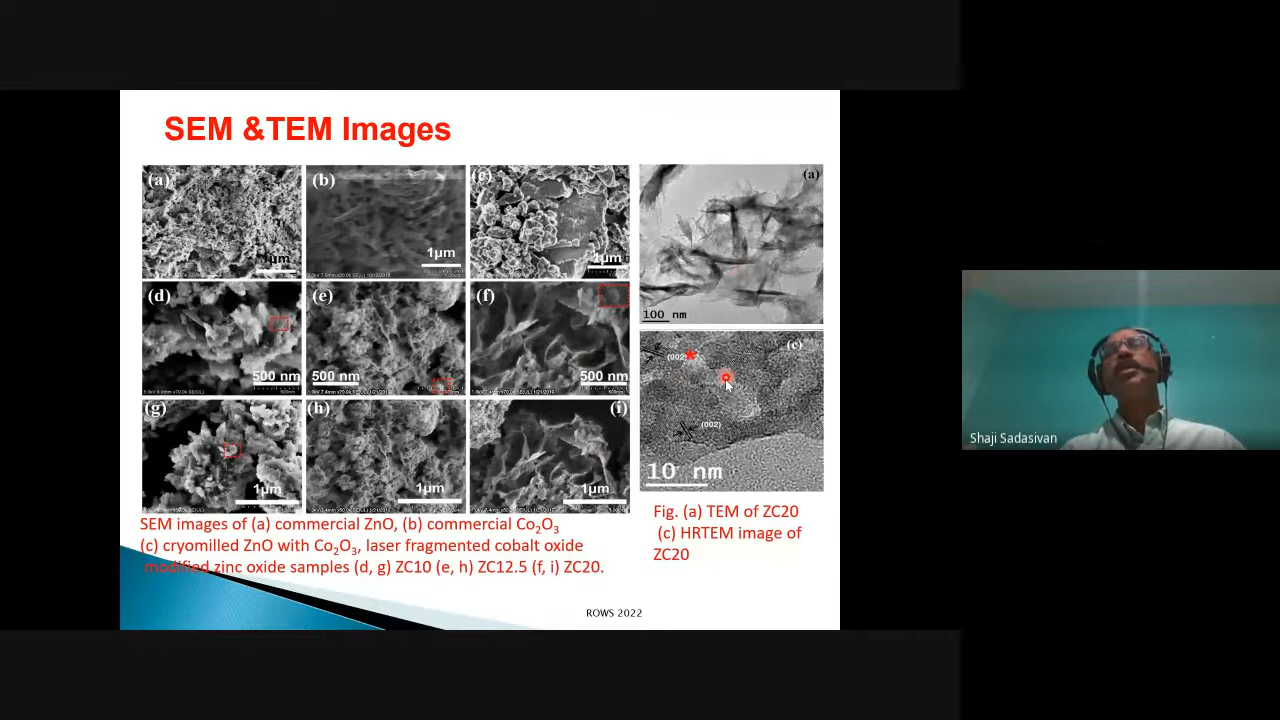 SEM &TEM Images
(a)
1µm
(b)
1µm
(c)
1µm
(d)
500 nm
(e)
500 nm
(f)
500 nm
(g)
1µm
(h)
1µm
(i)
1µm
(a)
100 nm
(c)
(002)
(002)
10 nm
SEM images of (a) commercial ZnO, (b) commercial Co₂O₃
(c) cryomilled ZnO with Co₂O₃, laser fragmented cobalt oxide
modified zinc oxide samples (d, g) ZC10 (e, h) ZC12.5 (f, i) ZC20.
Fig. (a) TEM of ZC20
(c) HRTEM image of
ZC20
ROWS 2022
Shaji Sadasivan